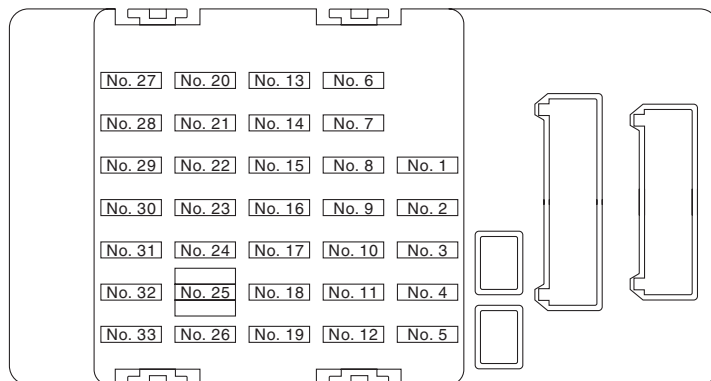 No. 27 No. 20 No. 13 No. 6
No. 28 No. 21 No. 14 No. 7
No. 29 No. 22 No. 15 No. 8 No. 1
No. 30 No. 23 No. 16 No. 9 No. 2
No. 31 No. 24 No. 17 No. 10 No. 3
No. 32 No. 25 No. 18 No. 11 No. 4
No. 33 No. 26 No. 19 No. 12 No. 5